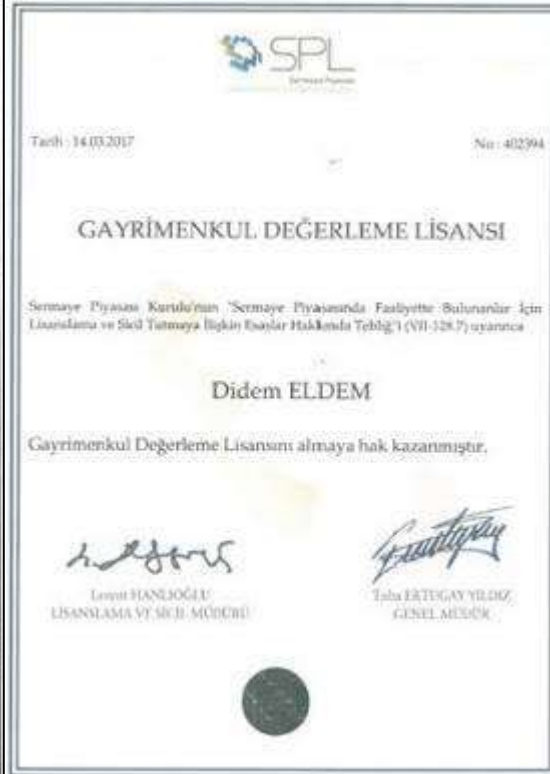 SPL
Tarih : 14.03.2017
No : 402394
GAYRİMENKUL DEĞERLEME LİSANSI
Sermaye Piyasası Kurulu'nun "Sermaye Piyasasında Faaliyette Bulunanlar İçin
Lisanslama ve Sicil Tutmaya İlişkin Esaslar Hakkında Tebliğ"i (VII-128.7) uyarınca
Didem ELDEM
Gayrimenkul Değerleme Lisansını almaya hak kazanmıştır.
Levent HANLIOĞLU
LİSANSLAMA VE SİCİL MÜDÜRÜ
Tuba ERTUGAY YILDIZ
GENEL MÜDÜR